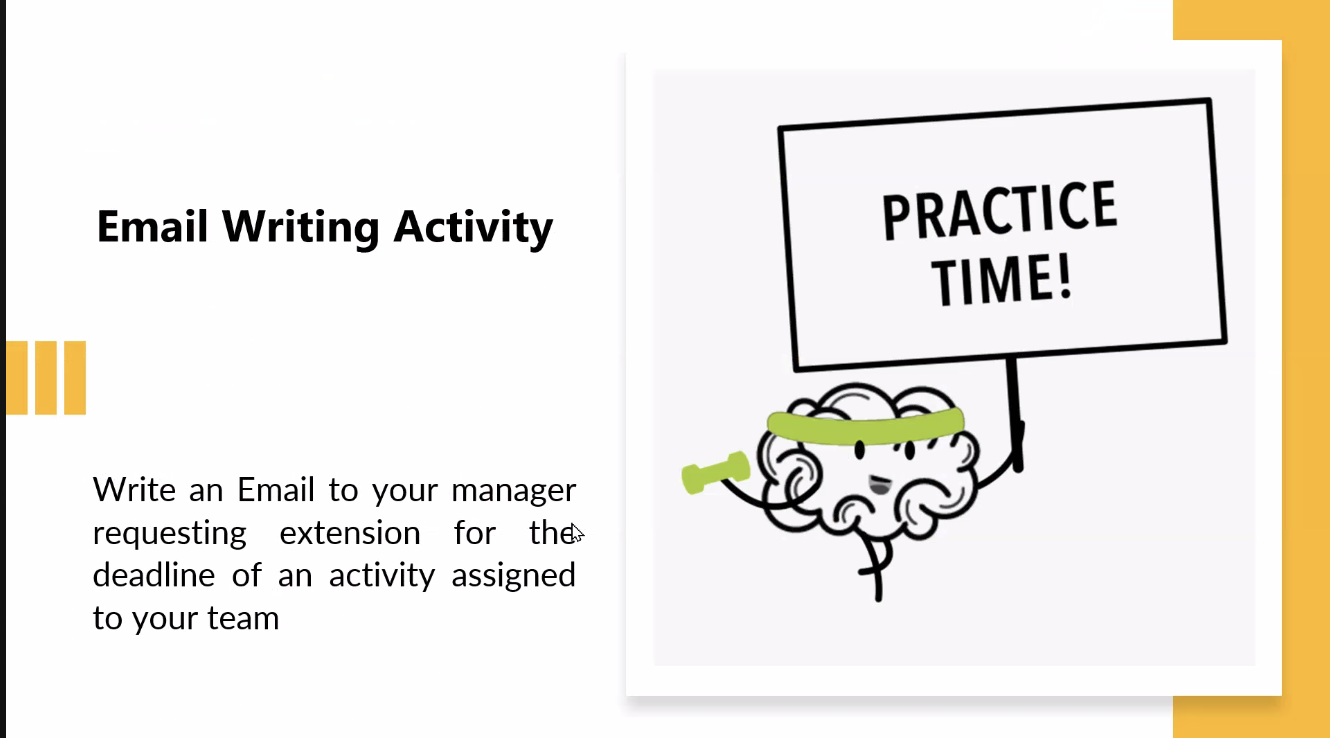 Email Writing Activity
Write an Email to your manager
requesting extension for the
deadline of an activity assigned
to your team
PRACTICE
TIME!